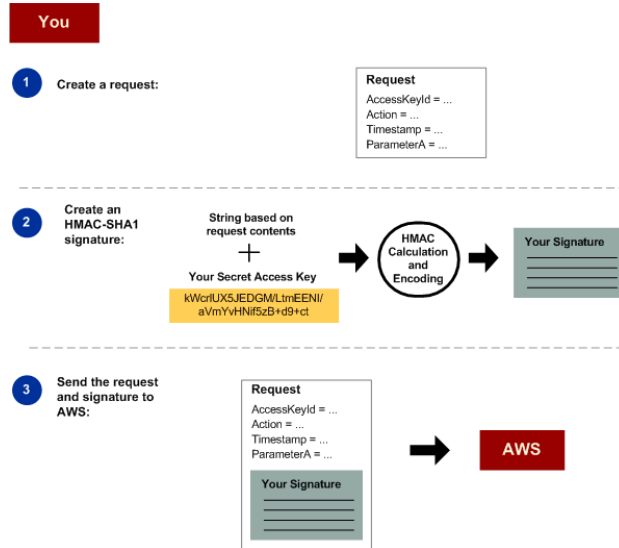 You
1
Create a request:
Request
AccessKeyId = ...
Action = ...
Timestamp = ...
ParameterA = ...
2
Create an
HMAC-SHA1
signature:
String based on
request contents
+
Your Secret Access Key
kWcrlUX5JEDGM/LtmEENI/
aVmYvHNif5zB+d9+ct
HMAC
Calculation
and
Encoding
Your Signature
3
Send the request
and signature to
AWS:
Request
AccessKeyId = ...
Action = ...
Timestamp = ...
ParameterA = ...
Your Signature
AWS